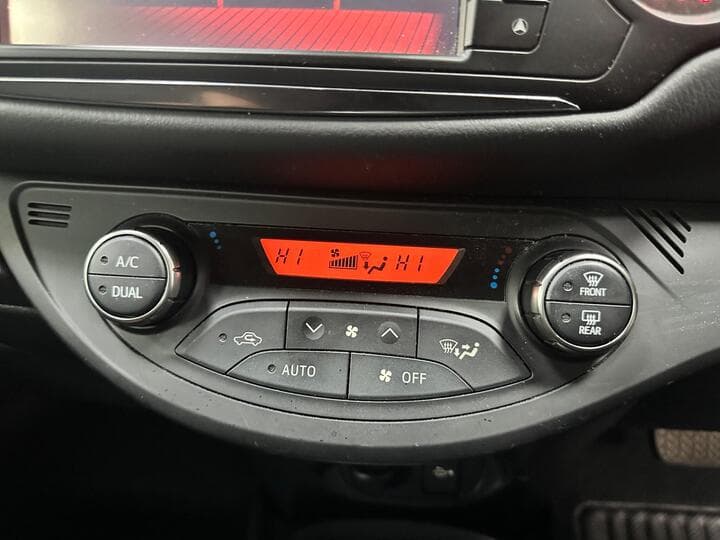 HI HI
A/C
DUAL
FRONT
REAR
AUTO
OFF